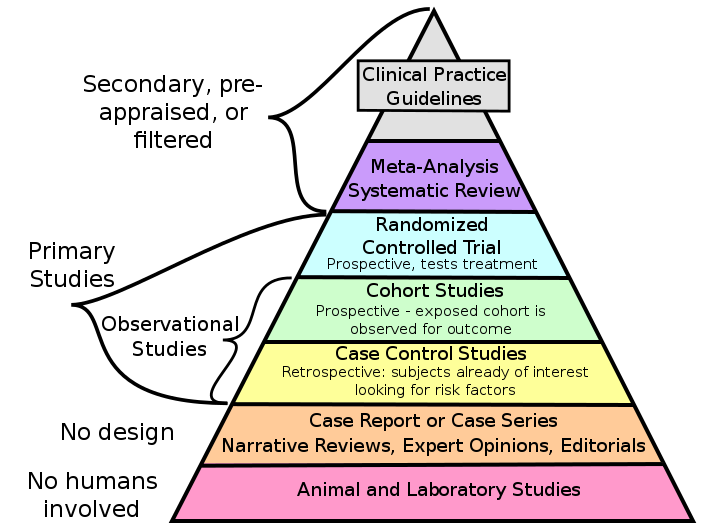 Clinical Practice
Guidelines
Secondary, pre-
appraised, or
filtered
Meta-Analysis
Systematic Review
Randomized
Controlled Trial
Prospective, tests treatment
Primary
Studies
Cohort Studies
Prospective - exposed cohort is
observed for outcome
Observational
Studies
Case Control Studies
Retrospective: subjects already of interest
looking for risk factors
No design
Case Report or Case Series
Narrative Reviews, Expert Opinions, Editorials
No humans
involved
Animal and Laboratory Studies